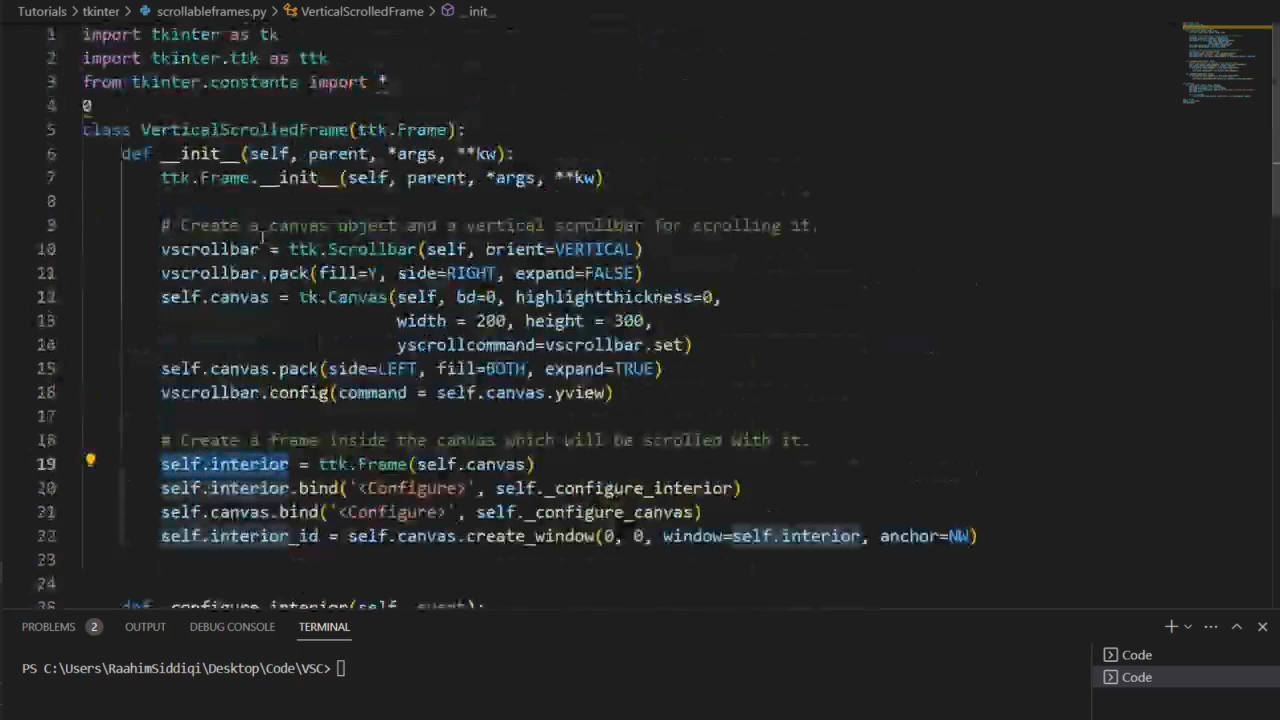 Tutorials > tkinter > scrollableframes.py > VerticalScrolledFrame > __init__
1 import tkinter as tk
2 import tkinter.ttk as ttk
3 from tkinter.constants import *
4
5 class VerticalScrolledFrame(ttk.Frame):
6 def __init__(self, parent, *args, **kw):
7 ttk.Frame.__init__(self, parent, *args, **kw)
8
9 # Create a canvas object and a vertical scrollbar for scrolling it.
10 vscrollbar = ttk.Scrollbar(self, orient=VERTICAL)
11 vscrollbar.pack(fill=Y, side=RIGHT, expand=FALSE)
12 self.canvas = tk.Canvas(self, bd=0, highlightthickness=0,
13 width = 200, height = 300,
14 yscrollcommand=vscrollbar.set)
15 self.canvas.pack(side=LEFT, fill=BOTH, expand=TRUE)
16 vscrollbar.config(command = self.canvas.yview)
17
18 # Create a frame inside the canvas which will be scrolled with it.
19 self.interior = ttk.Frame(self.canvas)
20 self.interior.bind('<Configure>', self._configure_interior)
21 self.canvas.bind('<Configure>', self._configure_canvas)
22 self.interior_id = self.canvas.create_window(0, 0, window=self.interior, anchor=NW)
23
24
def _configure_interior(self, event):
PROBLEMS 2 OUTPUT DEBUG CONSOLE TERMINAL
PS C:\Users\RaahimSiddiqi\Desktop\Code\VSC>
Code
Code